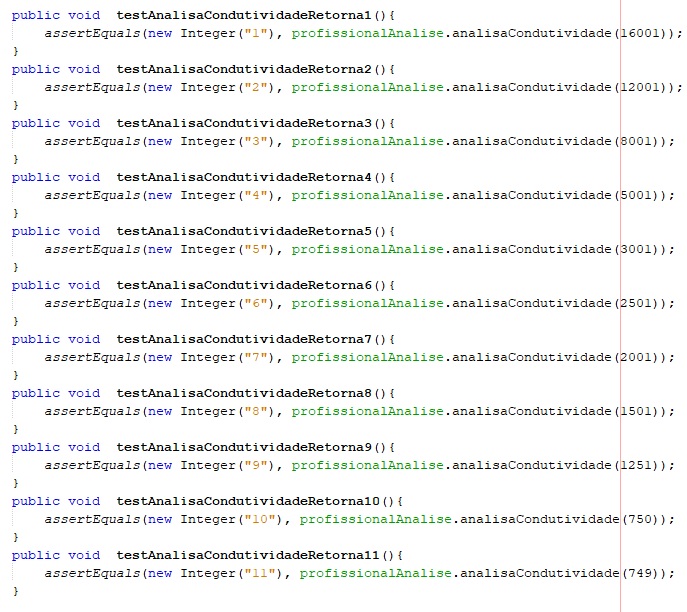 public void  testAnalisaCondutividadeRetorna1(){
    assertEquals(new Integer("1"), profissionalAnalise.analisaCondutividade(16001));
}
public void  testAnalisaCondutividadeRetorna2(){
    assertEquals(new Integer("2"), profissionalAnalise.analisaCondutividade(12001));
}
public void  testAnalisaCondutividadeRetorna3(){
    assertEquals(new Integer("3"), profissionalAnalise.analisaCondutividade(8001));
}
public void  testAnalisaCondutividadeRetorna4(){
    assertEquals(new Integer("4"), profissionalAnalise.analisaCondutividade(5001));
}
public void  testAnalisaCondutividadeRetorna5(){
    assertEquals(new Integer("5"), profissionalAnalise.analisaCondutividade(3001));
}
public void  testAnalisaCondutividadeRetorna6(){
    assertEquals(new Integer("6"), profissionalAnalise.analisaCondutividade(2501));
}
public void  testAnalisaCondutividadeRetorna7(){
    assertEquals(new Integer("7"), profissionalAnalise.analisaCondutividade(2001));
}
public void  testAnalisaCondutividadeRetorna8(){
    assertEquals(new Integer("8"), profissionalAnalise.analisaCondutividade(1501));
}
public void  testAnalisaCondutividadeRetorna9(){
    assertEquals(new Integer("9"), profissionalAnalise.analisaCondutividade(1251));
}
public void  testAnalisaCondutividadeRetorna10(){
    assertEquals(new Integer("10"), profissionalAnalise.analisaCondutividade(750));
}
public void  testAnalisaCondutividadeRetorna11(){
    assertEquals(new Integer("11"), profissionalAnalise.analisaCondutividade(749));
}